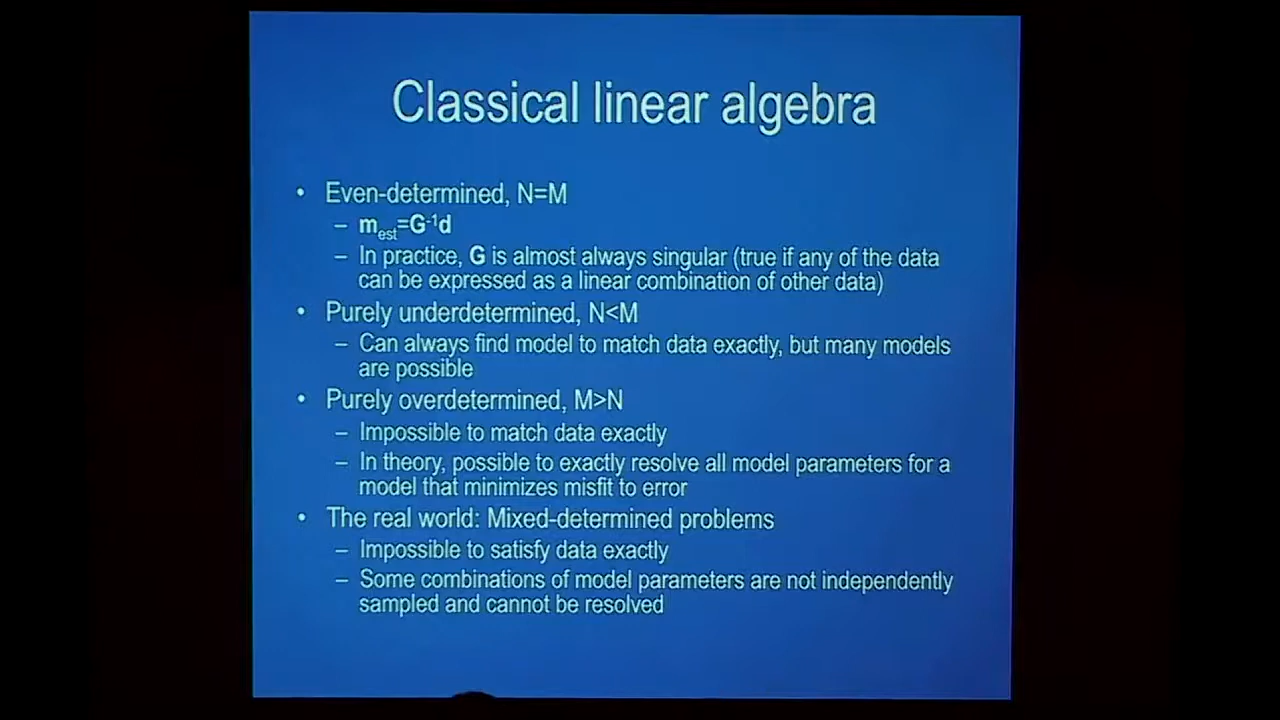 Classical linear algebra
• Even-determined, N=M
– mest=G-1d
– In practice, G is almost always singular (true if any of the data
can be expressed as a linear combination of other data)
• Purely underdetermined, N<M
– Can always find model to match data exactly, but many models
are possible
• Purely overdetermined, M>N
– Impossible to match data exactly
– In theory, possible to exactly resolve all model parameters for a
model that minimizes misfit to error
• The real world: Mixed-determined problems
– Impossible to satisfy data exactly
– Some combinations of model parameters are not independently
sampled and cannot be resolved